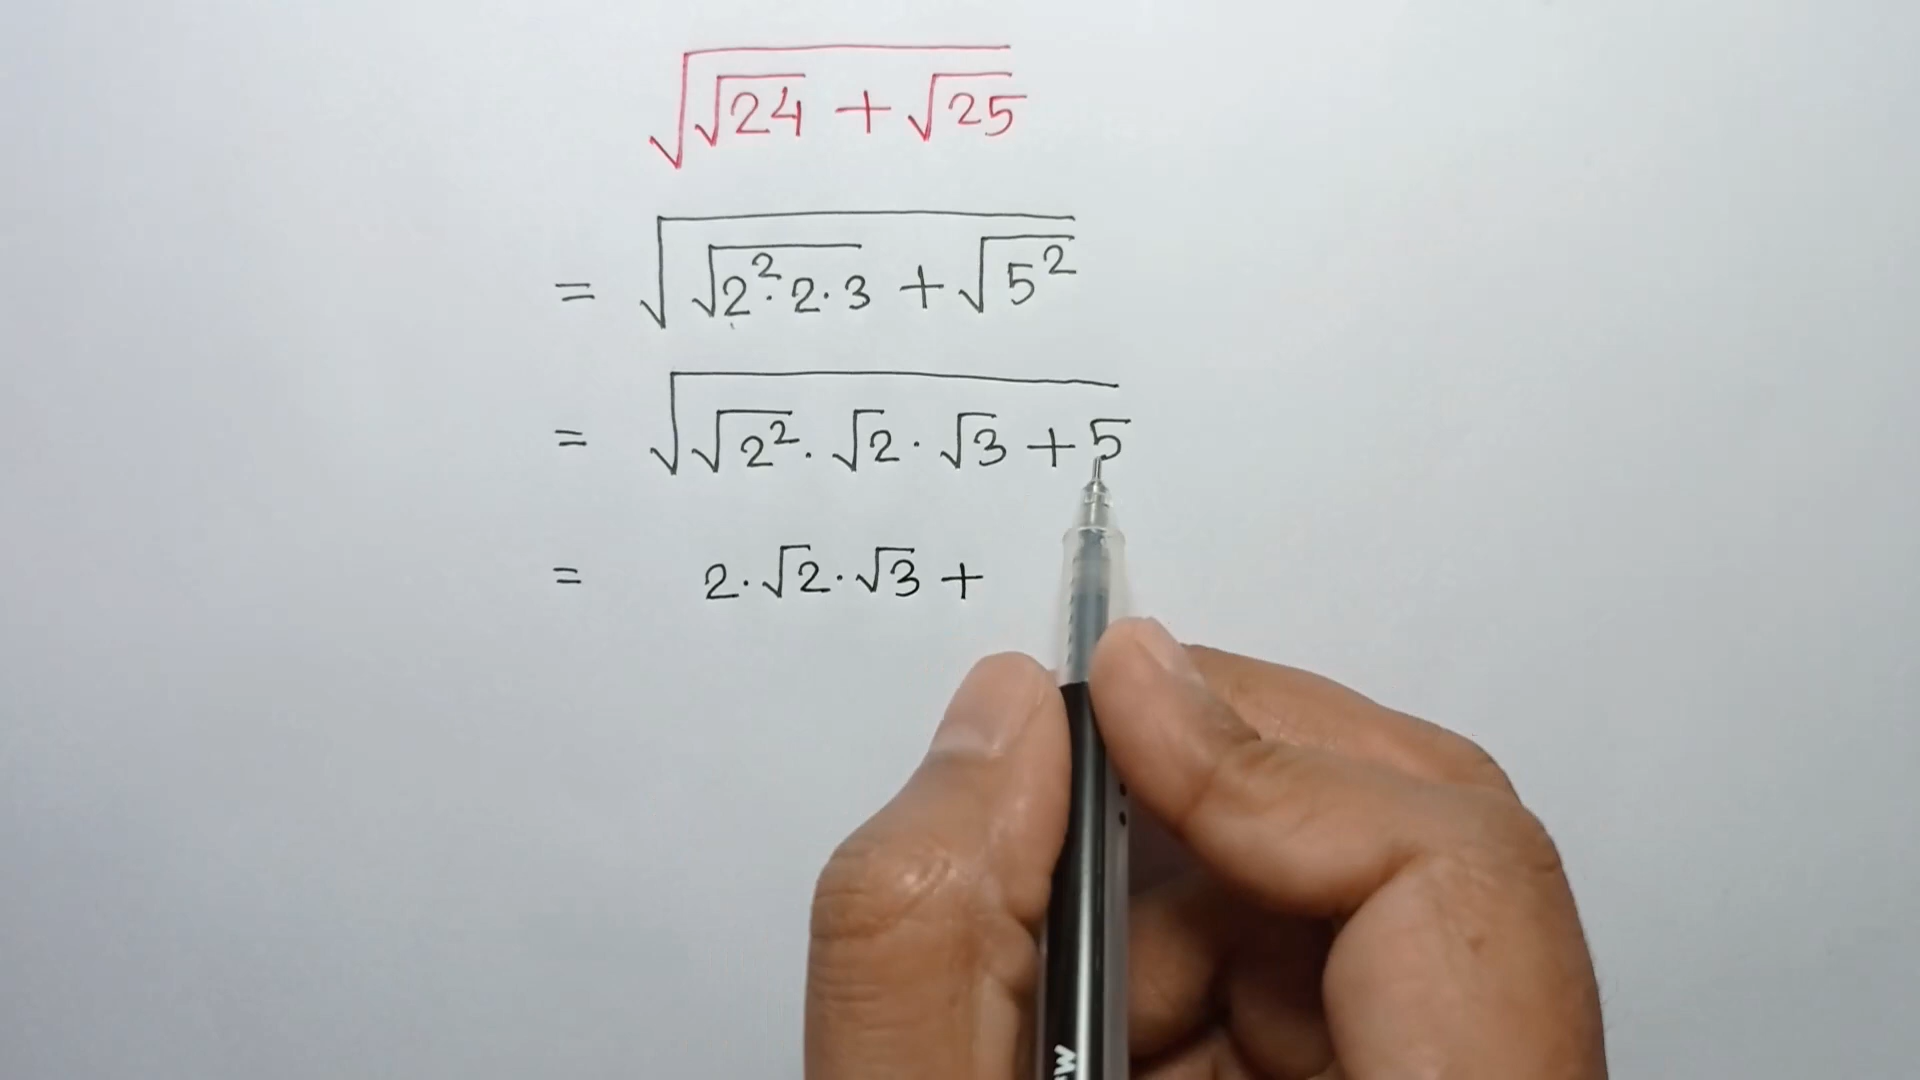 √(√24 + √25)
= √(√(2²·2·3) + √(5²))
= √(√(2²)·√2·√3 + 5)
= 2·√2·√3 +